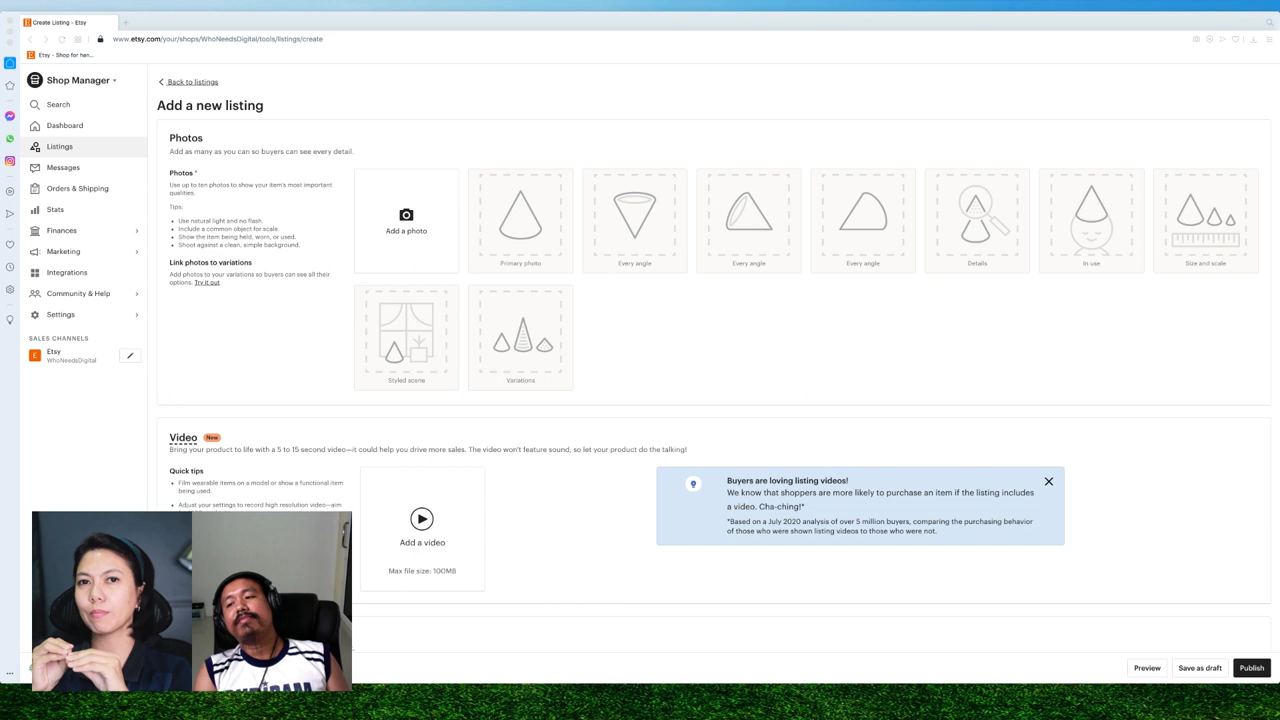 Create Listing - Etsy
www.etsy.com/your/shops/WhoNeedsDigital/tools/listings/create
Etsy - Shop for han...
Shop Manager
Search
Dashboard
Listings
Messages
Orders & Shipping
Stats
Finances
Marketing
Integrations
Community & Help
Settings
SALES CHANNELS
E
Etsy
WhoNeedsDigital
Back to listings
Add a new listing
Photos
Add as many as you can so buyers can see every detail.
Photos *
Use up to ten photos to show your item's most important
qualities.
Tips:
• Use natural light and no flash.
• Include a common object for scale.
• Show the item being held, worn, or used.
• Shoot against a clean, simple background.
Link photos to variations
Add photos to your variations so buyers can see all their
options. Try it out
Add a photo
Primary photo
Every angle
Every angle
Every angle
Details
In use
Size and scale
Styled scene
Variations
Video New
Bring your product to life with a 5 to 15 second video—it could help you drive more sales. The video won't feature sound, so let your product do the talking!
Quick tips
• Film wearable items on a model or show a functional item
being used.
• Adjust your settings to record high resolution video—aim
Add a video
Max file size: 100MB
Buyers are loving listing videos!
We know that shoppers are more likely to purchase an item if the listing includes
a video. Cha-ching!*
*Based on a July 2020 analysis of over 5 million buyers, comparing the purchasing behavior
of those who were shown listing videos to those who were not.
Preview
Save as draft
Publish